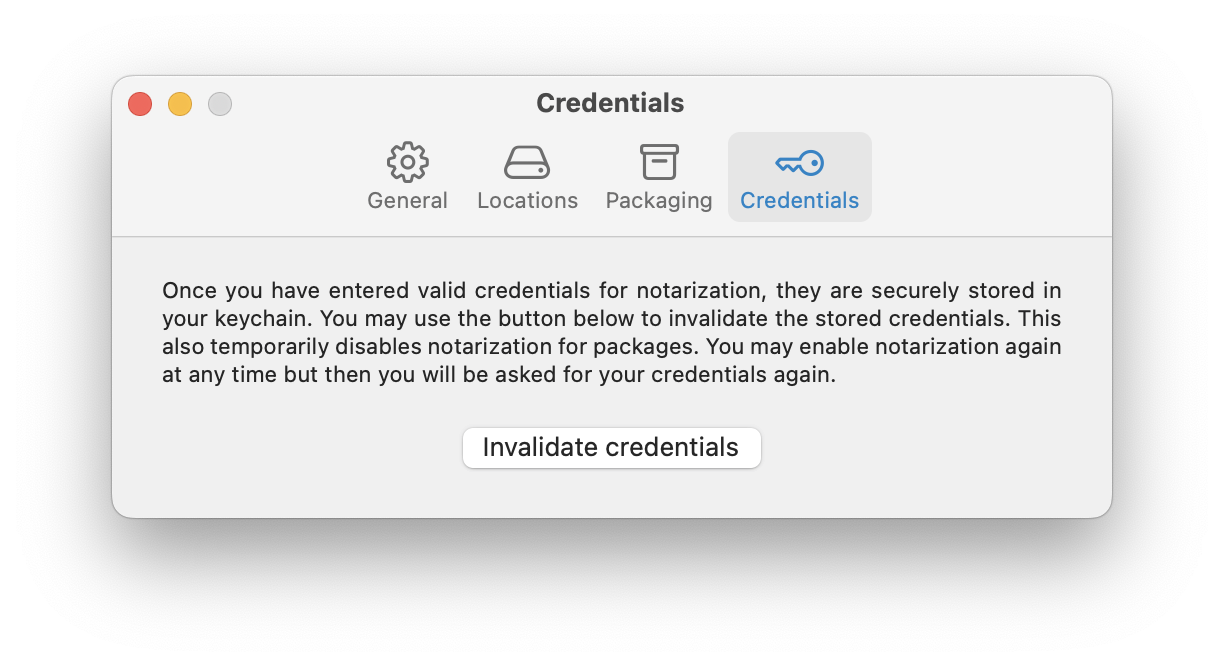 Credentials
General Locations Packaging Credentials
Once you have entered valid credentials for notarization, they are securely stored in
your keychain. You may use the button below to invalidate the stored credentials. This
also temporarily disables notarization for packages. You may enable notarization again
at any time but then you will be asked for your credentials again.
Invalidate credentials